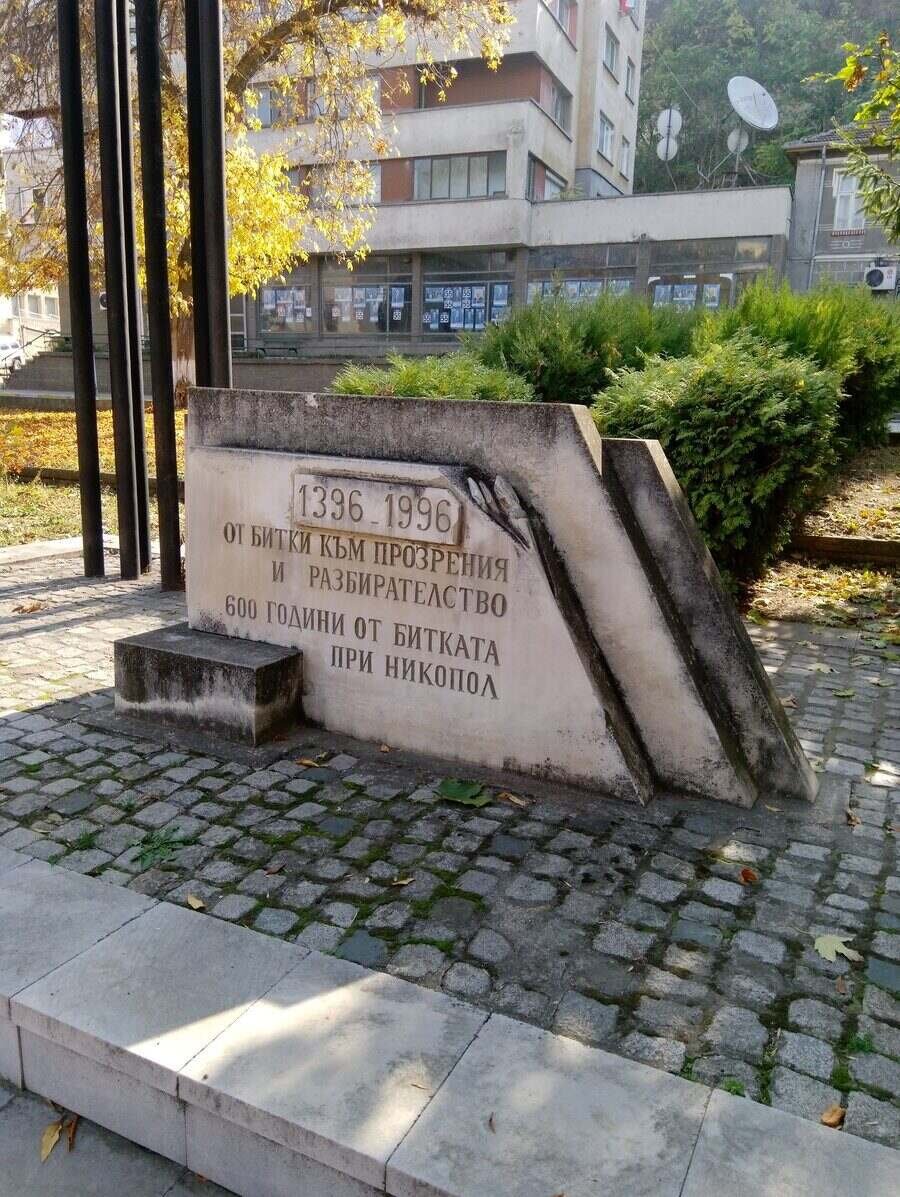 1396 - 1996
ОТ БИТКИ КЪМ ПРОЗРЕНИЯ
И РАЗБИРАТЕЛСТВО
600 ГОДИНИ ОТ БИТКАТА
ПРИ НИКОПОЛ